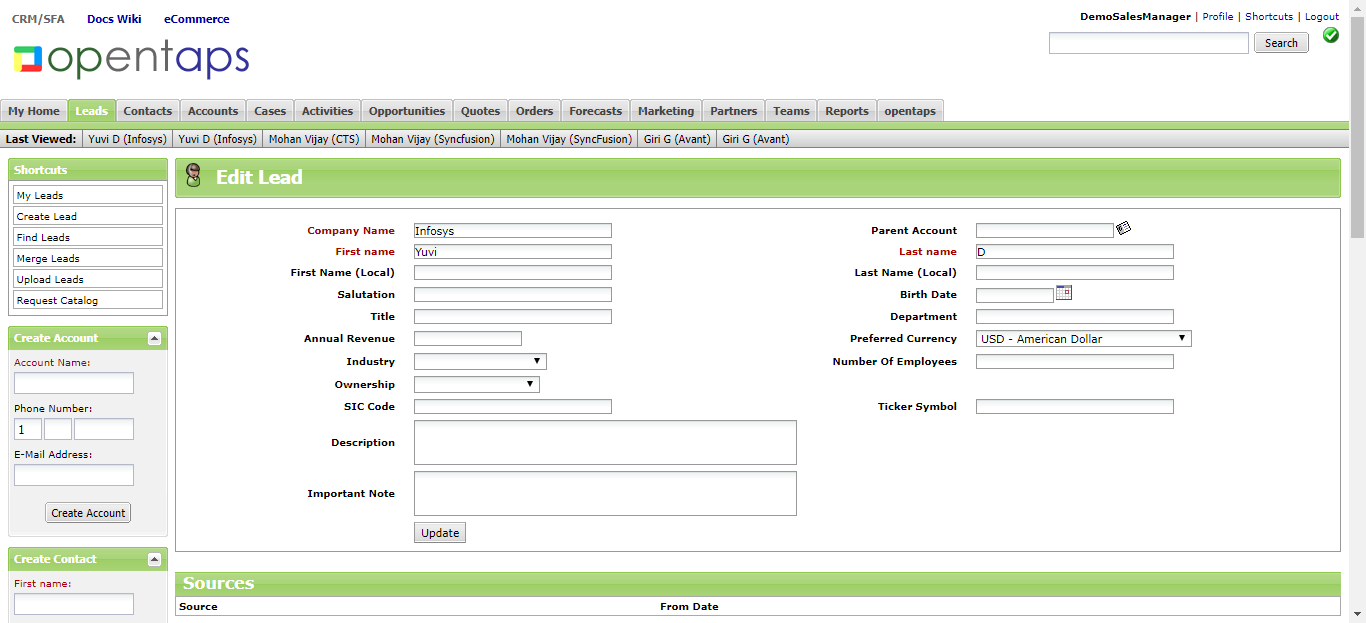 CRM/SFA Docs Wiki eCommerce
DemoSalesManager | Profile | Shortcuts | Logout
opentaps
Search
My Home Leads Contacts Accounts Cases Activities Opportunities Quotes Orders Forecasts Marketing Partners Teams Reports opentaps
Last Viewed: Yuvi D (Infosys) Yuvi D (Infosys) Mohan Vijay (CTS) Mohan Vijay (Syncfusion) Mohan Vijay (SyncFusion) Giri G (Avant) Giri G (Avant)
Shortcuts
My Leads
Create Lead
Find Leads
Merge Leads
Upload Leads
Request Catalog
Create Account
Account Name:
Phone Number:
1
E-Mail Address:
Create Account
Create Contact
First name:
Edit Lead
Company Name Infosys Parent Account
First name Yuvi Last name D
First Name (Local) Last Name (Local)
Salutation Birth Date
Title Department
Annual Revenue Preferred Currency USD - American Dollar
Industry Number Of Employees
Ownership
SIC Code Ticker Symbol
Description
Important Note
Update
Sources
Source From Date